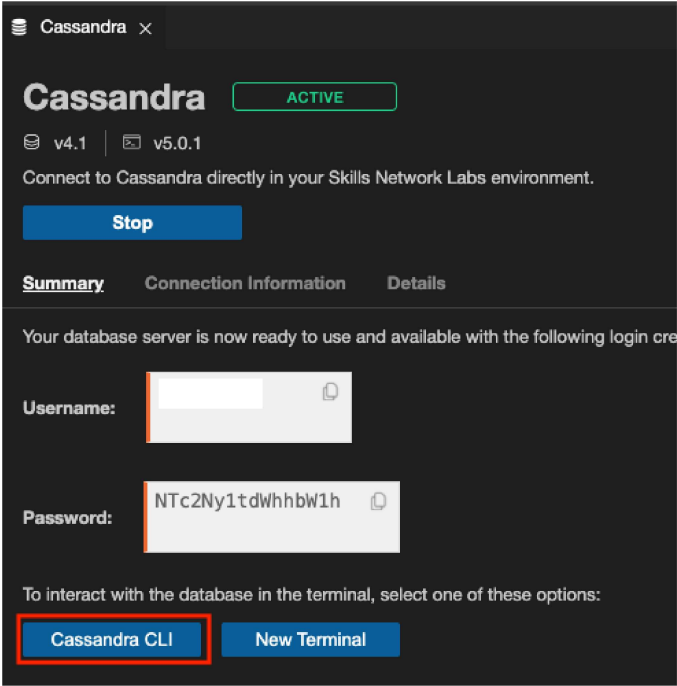 Cassandra
Cassandra ACTIVE
v4.1 v5.0.1
Connect to Cassandra directly in your Skills Network Labs environment.
Stop
Summary Connection Information Details
Your database server is now ready to use and available with the following login cre
Username:
Password: NTc2Ny1tdWhhbW1h
To interact with the database in the terminal, select one of these options:
Cassandra CLI New Terminal